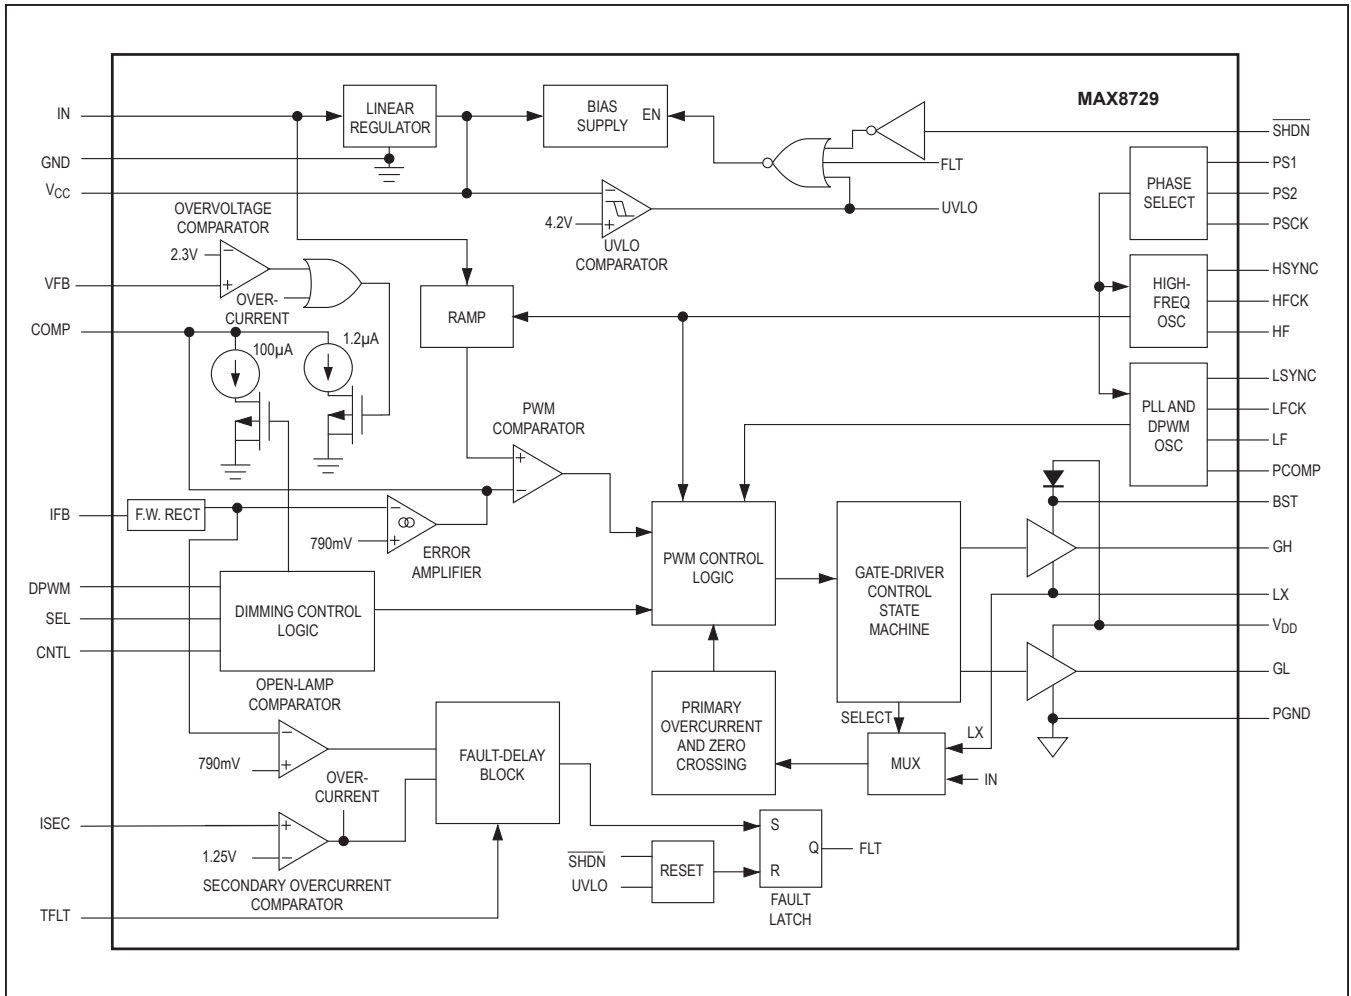 MAX8729
IN
GND
VCC
VFB
COMP
IFB
DPWM
SEL
CNTL
ISEC
TFLT
LINEAR
REGULATOR
BIAS
SUPPLY
EN
FLT
UVLO
4.2V
−
+
UVLO
COMPARATOR
OVERVOLTAGE
COMPARATOR
2.3V
−
+
OVER-
CURRENT
100µA
1.2µA
RAMP
PWM
COMPARATOR
+
−
F.W. RECT
790mV
−
+
ERROR
AMPLIFIER
DIMMING CONTROL
LOGIC
OPEN-LAMP
COMPARATOR
−
+
790mV
OVER-
CURRENT
+
−
1.25V
SECONDARY OVERCURRENT
COMPARATOR
FAULT-DELAY
BLOCK
PWM CONTROL
LOGIC
GATE-DRIVER
CONTROL
STATE
MACHINE
PRIMARY
OVERCURRENT
AND ZERO
CROSSING
SELECT
MUX
LX
IN
SHDN
UVLO
RESET
S
R
Q
FLT
FAULT
LATCH
PHASE
SELECT
HIGH-
FREQ
OSC
PLL AND
DPWM
OSC
SHDN
PS1
PS2
PSCK
HSYNC
HFCK
HF
LSYNC
LFCK
LF
PCOMP
BST
GH
LX
VDD
GL
PGND